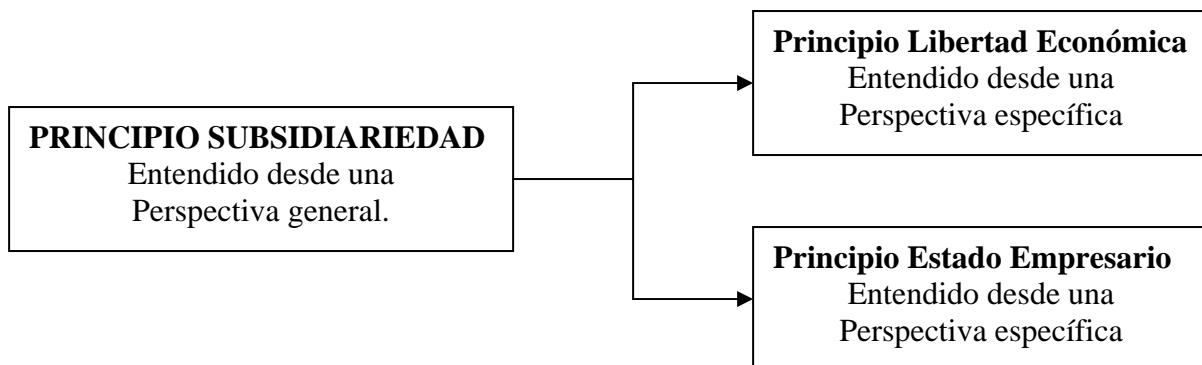 PRINCIPIO SUBSIDIARIEDAD
Entendido desde una
Perspectiva general.
Principio Libertad Económica
Entendido desde una
Perspectiva específica
Principio Estado Empresario
Entendido desde una
Perspectiva específica